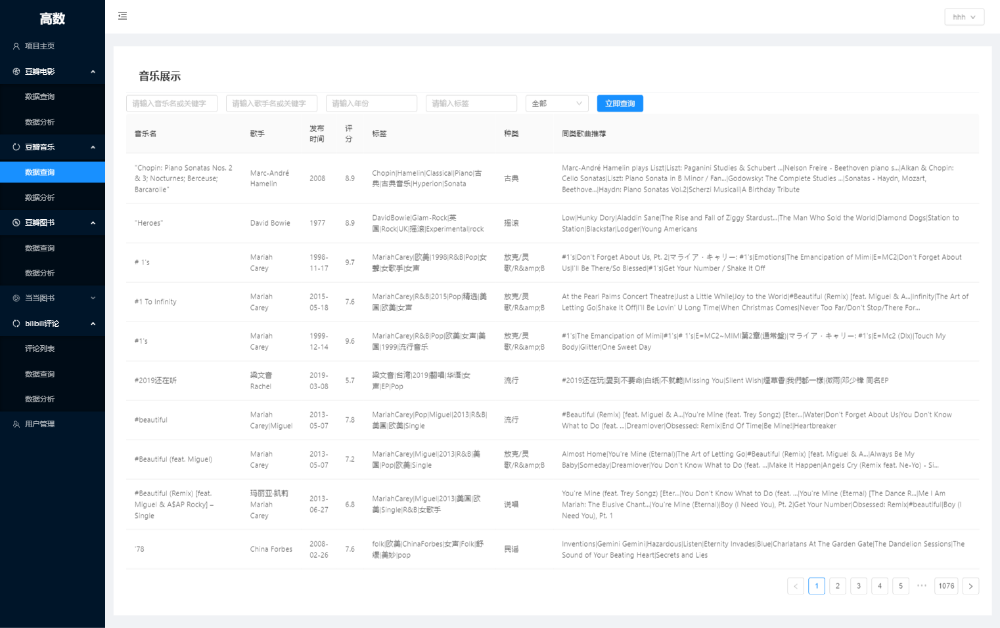 高数
项目主页
豆瓣电影
数据查询
数据分析
豆瓣音乐
数据查询
数据分析
豆瓣图书
数据查询
数据分析
当当图书
bilibili评论
评论列表
数据查询
数据分析
用户管理
hhh
音乐展示
请输入音乐名或关键字 请输入歌手名或关键字 请输入年份 请输入标签 全部 立即查询
音乐名 歌手 发布 评 标签 种类 同类歌曲推荐
时间 分
"Chopin: Piano Sonatas Nos. 2
& 3; Nocturnes; Berceuse;
Barcarolle"
Marc-André
Hamelin
2008
8.9
Chopin|Hamelin|Classical|Piano|古
典|古典音乐|Hyperion|Sonata
古典
Marc-André Hamelin plays Liszt|Liszt: Paganini Studies & Schubert ...|Nelson Freire - Beethoven piano s...|Alkan & Chopin:
Cello Sonatas|Liszt: Piano Sonata in B Minor / Fan...|Godowsky: The Complete Studies ...|Sonatas - Haydn, Mozart,
Beethove...|Haydn: Piano Sonatas Vol.2|Scherzi Musicali|A Birthday Tribute
"Heroes"
David Bowie
1977
8.9
DavidBowie|Glam-Rock|英
国|Rock|UK|摇滚|Experimental|rock
摇滚
Low|Hunky Dory|Aladdin Sane|The Rise and Fall of Ziggy Stardust...|The Man Who Sold the World|Diamond Dogs|Station to
Station|Blackstar|Lodger|Young Americans
# 1's
Mariah
Carey
1998-
11-17
9.7
MariahCarey|欧美|1998|R&B|Pop|女
聲|女歌手|女声
放克/灵
歌/R&amp;B
#1's|Don't Forget About Us, Pt. 2|マライア・キャリー: #1's|Emotions|The Emancipation of Mimi|E=MC2|Don't Forget About
Us|I'll Be There/So Blessed|#1's|Get Your Number / Shake It Off
#1 To Infinity
Mariah
Carey
2015-
05-18
7.6
MariahCarey|R&B|2015|Pop|精选|美
国|欧美|女声
放克/灵
歌/R&amp;B
At the Pearl Palms Concert Theatre|Just a Little While|Joy to the World|#Beautiful (Remix) [feat. Miguel & A...|Infinity|The Art of
Letting Go|Shake It Off|I'll Be Lovin' U Long Time|When Christmas Comes|Never Too Far/Don't Stop/There For...
#1's
Mariah
Carey
1999-
12-14
9.6
MariahCarey|R&B|Pop|欧美|女声|美
国|1999|流行音乐
放克/灵
歌/R&amp;B
#1's|The Emancipation of Mimi|#1's|# 1's|E=MC2~MIMI第2章(通常盤)|マライア・キャリー: #1's|E=Mc2 (Dlx)|Touch My
Body|Glitter|One Sweet Day
#2019还在听
梁文音
Rachel
2019-
03-08
5.7
梁文音|台湾|2019|翻唱|华语|女
声|EP|Pop
流行
#2019还在玩|愛到不要命|白紙|不就範|Missing You|Silent Wish|煙草香|我們都一樣|微雨|邓少锋 同名EP
#beautiful
Mariah
Carey|Miguel
2013-
05-07
7.8
MariahCarey|Pop|Miguel|2013|R&B|
美国|欧美|Single
流行
#Beautiful (Remix) [feat. Miguel & A...|You're Mine (feat. Trey Songz) [Eter...|Water|Don't Forget About Us|You Don't Know
What to Do (feat. ...|Dreamlover|Obsessed: Remix|End Of Time|Be Mine!|Heartbreaker
#Beautiful (feat. Miguel)
Mariah
Carey
2013-
05-07
7.2
MariahCarey|Miguel|2013|R&B|美
国|Pop|欧美|Single
放克/灵
歌/R&amp;B
Almost Home|You're Mine (Eternal)|The Art of Letting Go|#Beautiful (Remix) [feat. Miguel & A...|Always Be My
Baby|Someday|Dreamlover|You Don't Know What to Do (feat. ...|Make It Happen|Angels Cry (Remix feat. Ne-Yo) - Si...
#Beautiful (Remix) [feat.
Miguel & A$AP Rocky] –
Single
玛丽亚·凯莉
Mariah
Carey
2013-
06-27
6.8
MariahCarey|Miguel|2013|美国|欧
美|Single|R&B|女歌手
说唱
You're Mine (feat. Trey Songz) [Eter...|You Don't Know What to Do (feat. ...|You're Mine (Eternal) [The Dance R...|Me I Am
Mariah: The Elusive Chant...|You're Mine (Eternal)|Boy (I Need You), Pt. 2|Get Your Number|Obsessed: Remix|#beautiful|Boy (I
Need You), Pt. 1
'78
China Forbes
2008-
02-26
7.6
folk|欧美|ChinaForbes|女声|Folk|舒
缓|美妙|pop
民谣
Inventions|Gemini Gemini|Hazardous|Listen|Eternity Invades|Blue|Charlatans At The Garden Gate|The Dandelion Sessions|The
Sound of Your Beating Heart|Secrets and Lies
< 1 2 3 4 5 ••• 1076 >